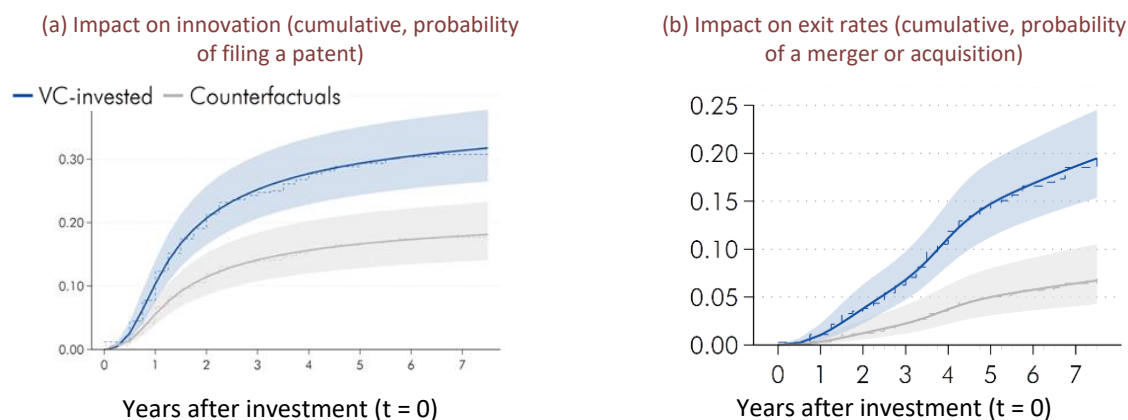 (a) Impact on innovation (cumulative, probability
of filing a patent)
VC-invested
Counterfactuals
0.30
0.20
0.10
0.00
0 1 2 3 4 5 6 7
Years after investment (t = 0)
(b) Impact on exit rates (cumulative, probability
of a merger or acquisition)
0.25
0.20
0.15
0.10
0.05
0.00
0 1 2 3 4 5 6 7
Years after investment (t = 0)